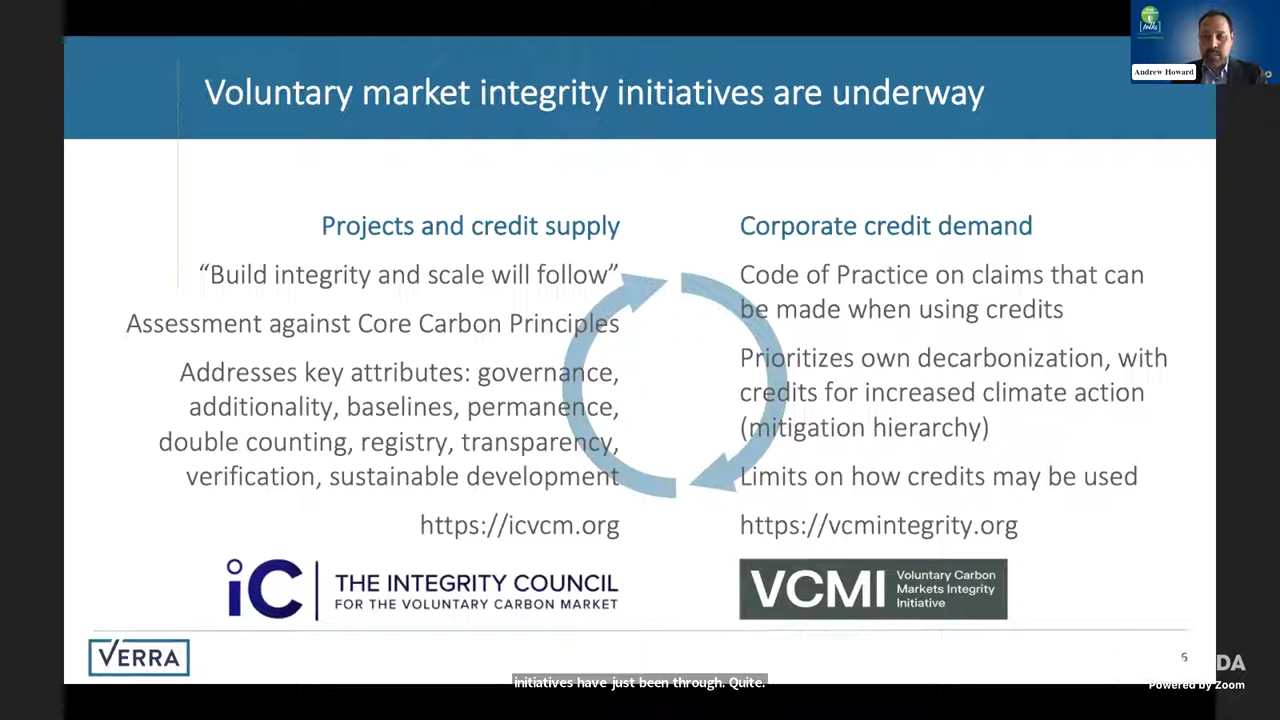 Voluntary market integrity initiatives are underway
Andrew Howard
Projects and credit supply
“Build integrity and scale will follow”
Assessment against Core Carbon Principles
Addresses key attributes: governance,
additionality, baselines, permanence,
double counting, registry, transparency,
verification, sustainable development
https://icvcm.org
iC THE INTEGRITY COUNCIL
FOR THE VOLUNTARY CARBON MARKET
Corporate credit demand
Code of Practice on claims that can
be made when using credits
Prioritizes own decarbonization, with
credits for increased climate action
(mitigation hierarchy)
Limits on how credits may be used
https://vcmintegrity.org
VCMI
Voluntary Carbon
Markets Integrity
Initiative
VERRA
6
DA
Powered by Zoom
initiatives have just been through. Quite.